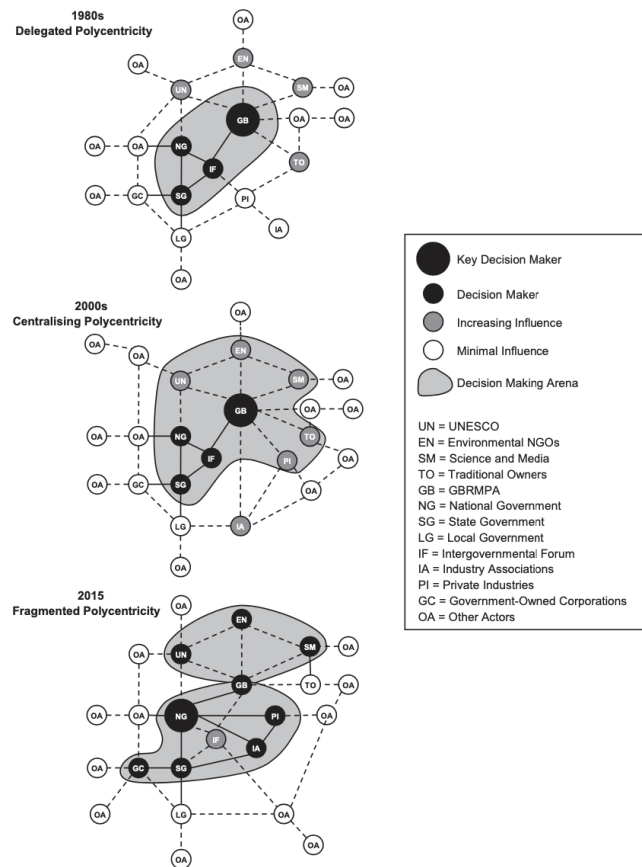 1980s
Delegated Polycentricity
OA
OA
EN
UN
SM
OA
GB
OA
OA
OA
OA
NG
IF
TO
OA
GC
SG
PI
LG
IA
OA
2000s
Centralising Polycentricity
OA
OA
OA
EN
UN
SM
OA
GB
OA
OA
OA
OA
NG
TO
IF
PI
OA
OA
GC
SG
OA
LG
IA
OA
2015
Fragmented Polycentricity
OA
EN
OA
UN
SM
OA
GB
TO
OA
OA
OA
NG
PI
OA
IF
IA
OA
GC
SG
OA
LG
OA
OA
OA
Key Decision Maker
Decision Maker
Increasing Influence
Minimal Influence
Decision Making Arena
UN = UNESCO
EN = Environmental NGOs
SM = Science and Media
TO = Traditional Owners
GB = GBRMPA
NG = National Government
SG = State Government
LG = Local Government
IF = Intergovernmental Forum
IA = Industry Associations
PI = Private Industries
GC = Government-Owned Corporations
OA = Other Actors